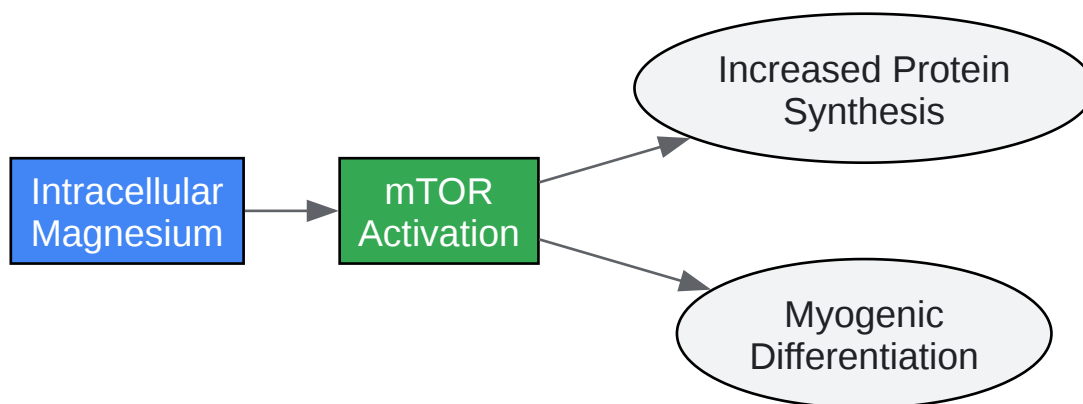 Intracellular
Magnesium
mTOR
Activation
Increased Protein
Synthesis
Myogenic
Differentiation